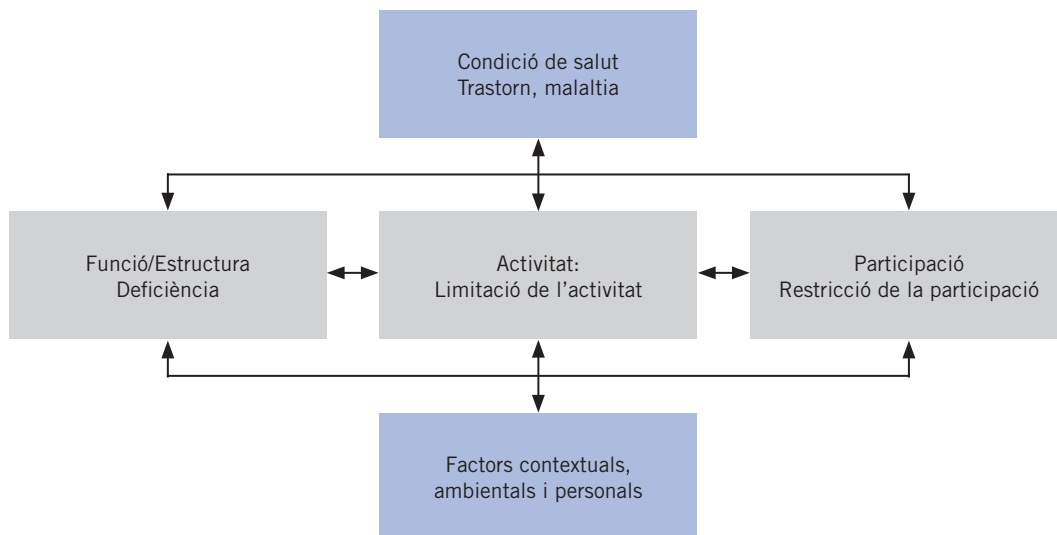 Condició de salut
Trastorn, malaltia
Funció/Estructura
Deficiència
Activitat:
Limitació de l’activitat
Participació
Restricció de la participació
Factors contextuals,
ambientals i personals